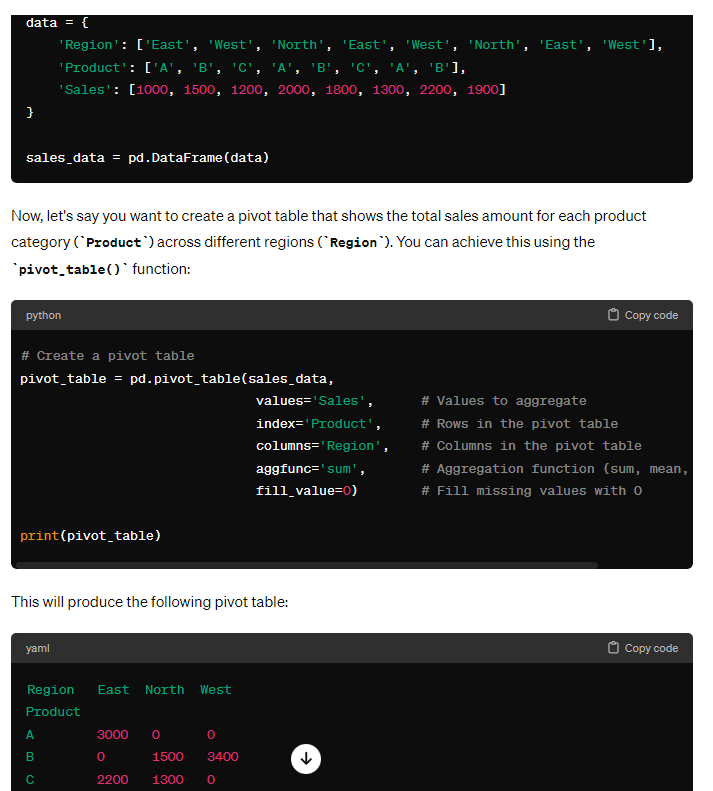 data = {
    'Region': ['East', 'West', 'North', 'East', 'West', 'North', 'East', 'West'],
    'Product': ['A', 'B', 'C', 'A', 'B', 'C', 'A', 'B'],
    'Sales': [1000, 1500, 1200, 2000, 1800, 1300, 2200, 1900]
}
sales_data = pd.DataFrame(data)
Now, let's say you want to create a pivot table that shows the total sales amount for each product
category (`Product`) across different regions (`Region`). You can achieve this using the
`pivot_table()` function:
python Copy code
# Create a pivot table
pivot_table = pd.pivot_table(sales_data,
                             values='Sales',      # Values to aggregate
                             index='Product',     # Rows in the pivot table
                             columns='Region',    # Columns in the pivot table
                             aggfunc='sum',       # Aggregation function (sum, mean,
                             fill_value=0)        # Fill missing values with 0
print(pivot_table)
This will produce the following pivot table:
yaml Copy code
Region   East  North  West
Product
A        3000   0      0
B        0      1500   3400
C        2200   1300   0